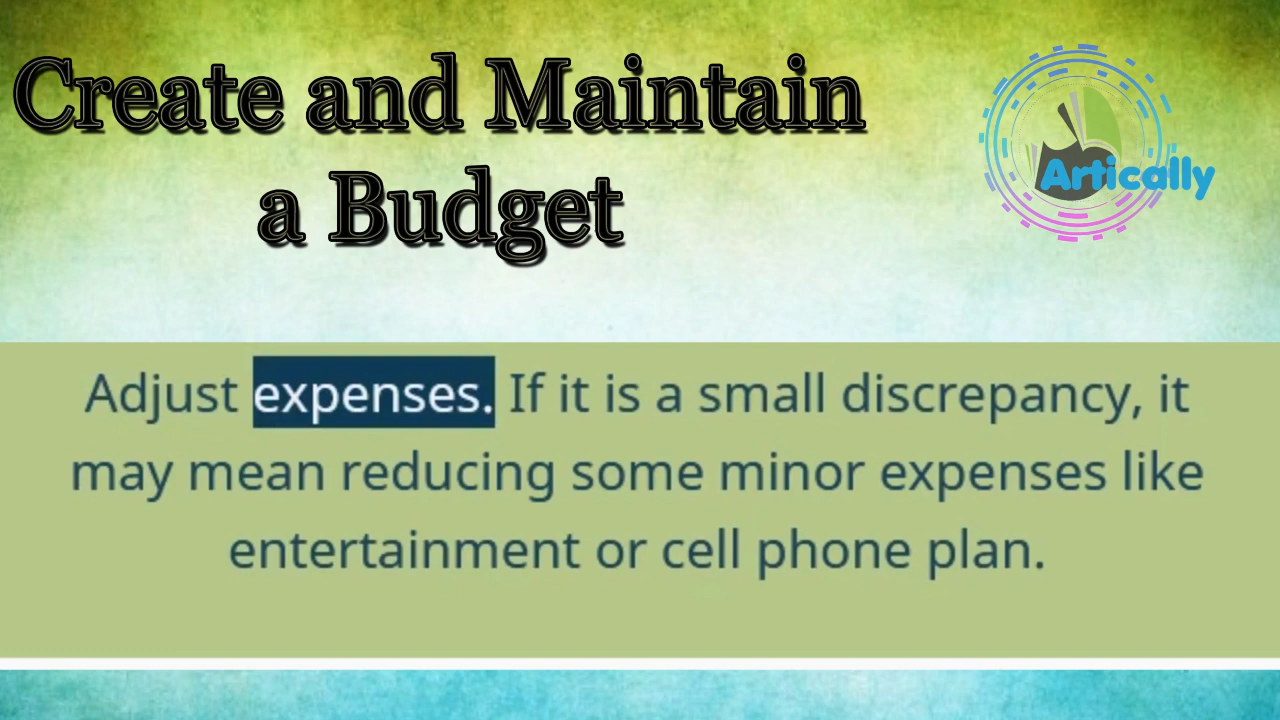 Create and Maintain
a Budget
Artically
Adjust expenses. If it is a small discrepancy, it
may mean reducing some minor expenses like
entertainment or cell phone plan.